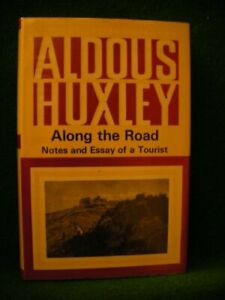 ALDOUS
HUXLEY
Along the Road
Notes and Essay of a Tourist